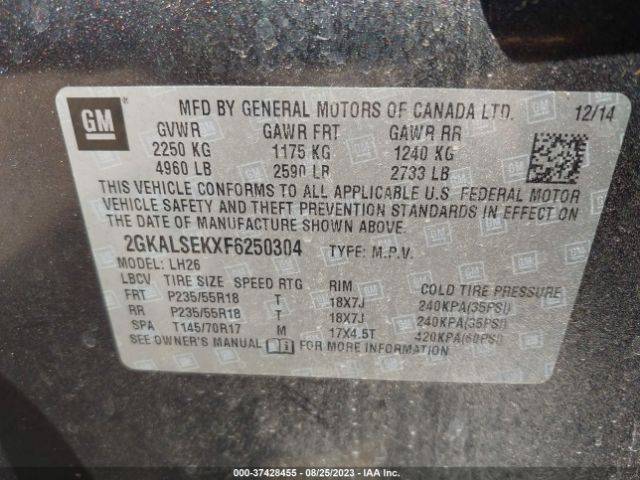 GM
MFD BY GENERAL MOTORS OF CANADA LTD. 12/14
GVWR GAWR FRT GAWR RR
2250 KG 1175 KG 1240 KG
4960 LB 2590 LB 2733 LB
THIS VEHICLE CONFORMS TO ALL APPLICABLE U.S. FEDERAL MOTOR
VEHICLE SAFETY AND THEFT PREVENTION STANDARDS IN EFFECT ON
THE DATE OF MANUFACTURE SHOWN ABOVE.
2GKALSEKXF6250304 TYPE: M.P.V.
MODEL: LH26
LBCV TIRE SIZE SPEED RTG RIM COLD TIRE PRESSURE
FRT P235/55R18 T 18X7J 240KPA(35PSI)
RR P235/55R18 T 18X7J 240KPA(35PSI)
SPA T145/70R17 M 17X4.5T 420KPA(60PSI)
SEE OWNER'S MANUAL FOR MORE INFORMATION
000-37428455 - 08/25/2023 - IAA Inc.